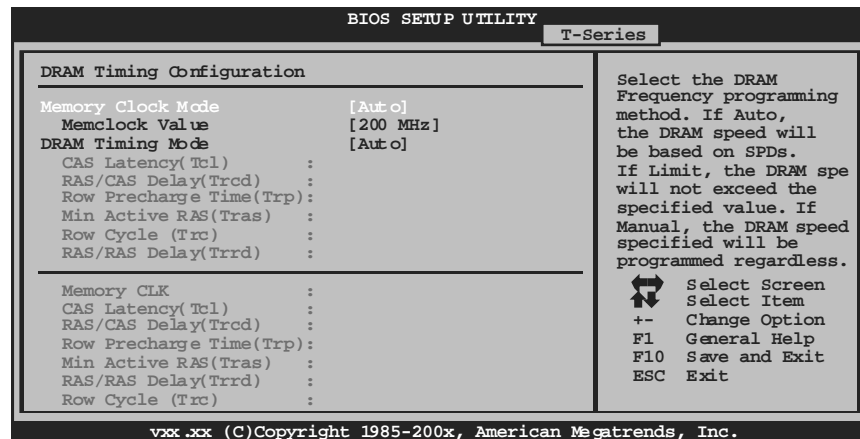 BIOS SETUP UTILITY
T-Series
DRAM Timing Configuration
Memory Clock Mode [Auto]
Memclock Value [200 MHz]
DRAM Timing Mode [Auto]
CAS Latency(Tcl) :
RAS/CAS Delay(Trcd) :
Row Precharge Time(Trp):
Min Active RAS(Tras) :
Row Cycle (Trc) :
RAS/RAS Delay(Trrd) :
Memory CLK :
CAS Latency(Tcl) :
RAS/CAS Delay(Trcd) :
Row Precharge Time(Trp):
Min Active RAS(Tras) :
RAS/RAS Delay(Trrd) :
Row Cycle (Trc) :
Select the DRAM
Frequency programming
method. If Auto,
the DRAM speed will
be based on SPDs.
If Limit, the DRAM spe
will not exceed the
specified value. If
Manual, the DRAM speed
specified will be
programmed regardless.
Select Screen
Select Item
+- Change Option
F1 General Help
F10 Save and Exit
ESC Exit
vxx.xx (C)Copyright 1985-200x, American Megatrends, Inc.